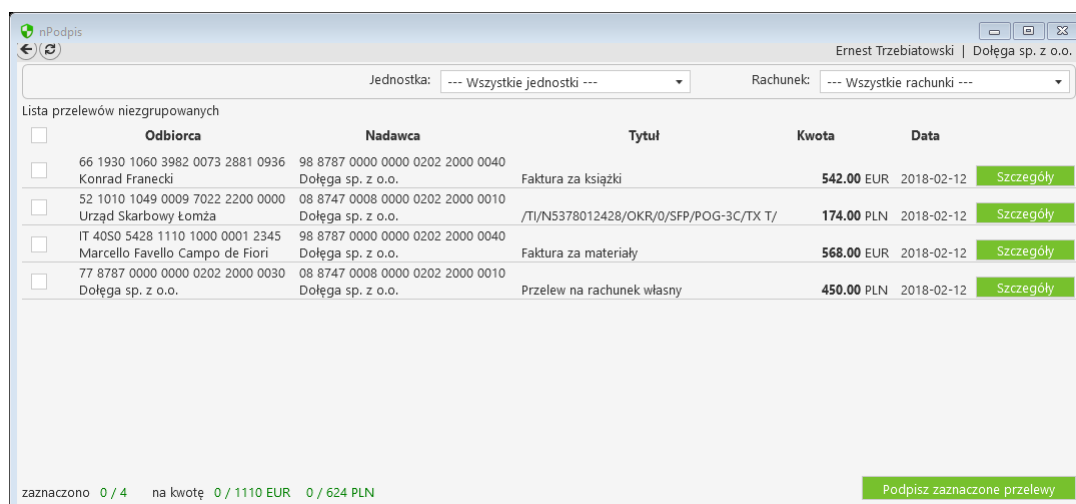 nPodpis
Ernest Trzebiatowski | Dołęga sp. z o.o.
Jednostka: --- Wszystkie jednostki --- Rachunek: --- Wszystkie rachunki ---
Lista przelewów niezgrupowanych
Odbiorca Nadawca Tytuł Kwota Data
66 1930 1060 3982 0073 2881 0936 98 8787 0000 0000 0202 2000 0040
Konrad Franecki Dołęga sp. z o.o. Faktura za książki 542.00 EUR 2018-02-12 Szczegóły
52 1010 1049 0009 7022 2200 0000 08 8747 0008 0000 0202 2000 0010
Urząd Skarbowy Łomża Dołęga sp. z o.o. /TI/N5378012428/OKR/0/SFP/POG-3C/TX T/ 174.00 PLN 2018-02-12 Szczegóły
IT 40S0 5428 1110 1000 0001 2345 98 8787 0000 0000 0202 2000 0040
Marcello Favello Campo de Fiori Dołęga sp. z o.o. Faktura za materiały 568.00 EUR 2018-02-12 Szczegóły
77 8787 0000 0000 0202 2000 0030 08 8747 0008 0000 0202 2000 0010
Dołęga sp. z o.o. Dołęga sp. z o.o. Przelew na rachunek własny 450.00 PLN 2018-02-12 Szczegóły
zaznaczono 0 / 4 na kwotę 0 / 1110 EUR 0 / 624 PLN Podpisz zaznaczone przelewy